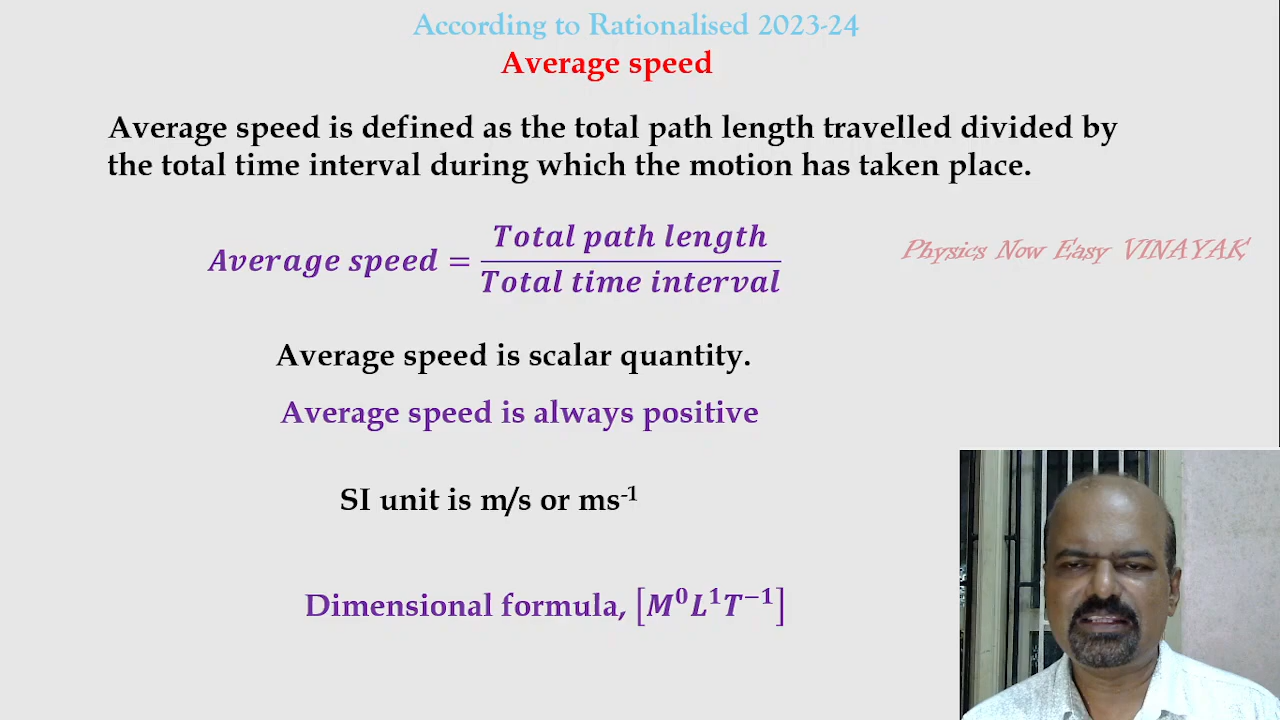 According to Rationalised 2023-24
Average speed
Average speed is defined as the total path length travelled divided by
the total time interval during which the motion has taken place.
Average speed = Total path length / Total time interval
Physics Now Easy VINAYAK
Average speed is scalar quantity.
Average speed is always positive
SI unit is m/s or ms⁻¹
Dimensional formula, [M⁰L¹T⁻¹]